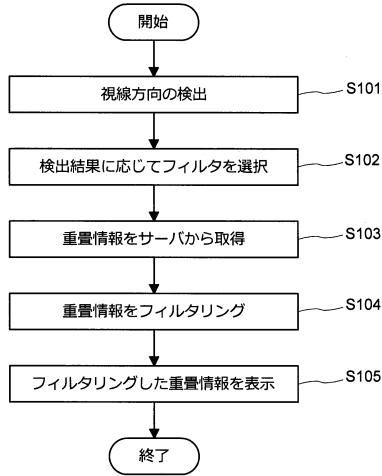 開始
視線方向の検出
S101
検出結果に応じてフィルタを選択
S102
重畳情報をサーバから取得
S103
重畳情報をフィルタリング
S104
フィルタリングした重畳情報を表示
S105
終了